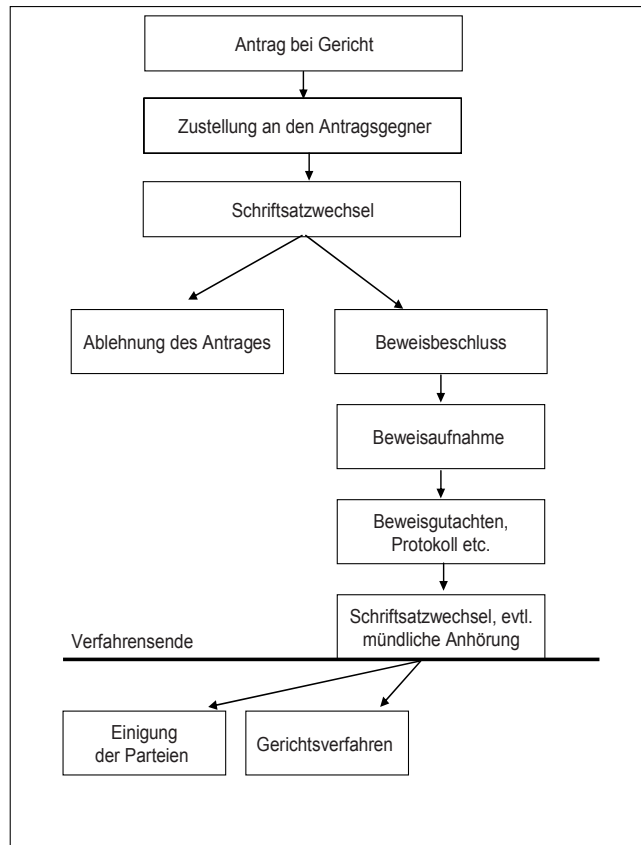 Antrag bei Gericht
Zustellung an den Antragsgegner
Schriftsatzwechsel
Ablehnung des Antrages
Beweisbeschluss
Beweisaufnahme
Beweisgutachten,
Protokoll etc.
Schriftsatzwechsel, evtl.
mündliche Anhörung
Verfahrensende
Einigung
der Parteien
Gerichtsverfahren